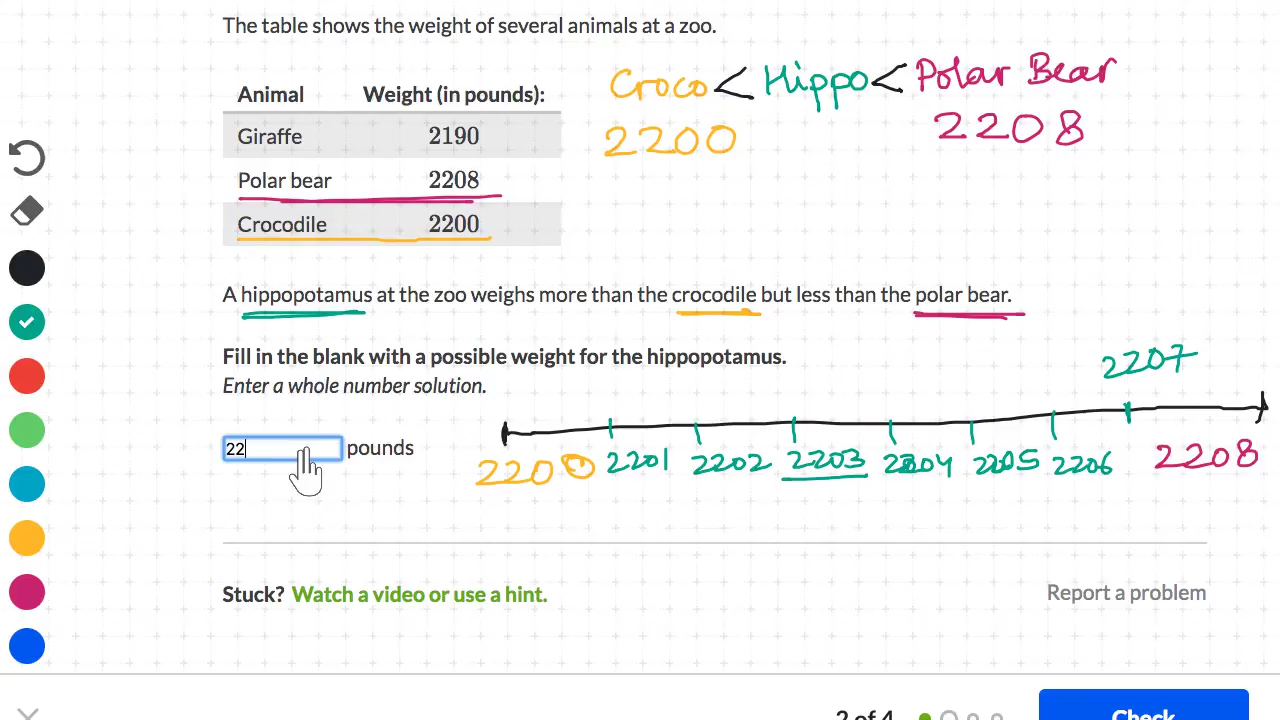 The table shows the weight of several animals at a zoo.
Croco < Hippo < Polar Bear
2200 2208
Animal Weight (in pounds):
Giraffe 2190
Polar bear 2208
Crocodile 2200
A hippopotamus at the zoo weighs more than the crocodile but less than the polar bear.
Fill in the blank with a possible weight for the hippopotamus.
Enter a whole number solution.
2207
22 pounds
2200 2201 2202 2203 2204 2205 2206 2208
Stuck? Watch a video or use a hint.
Report a problem
2 of 4
Check